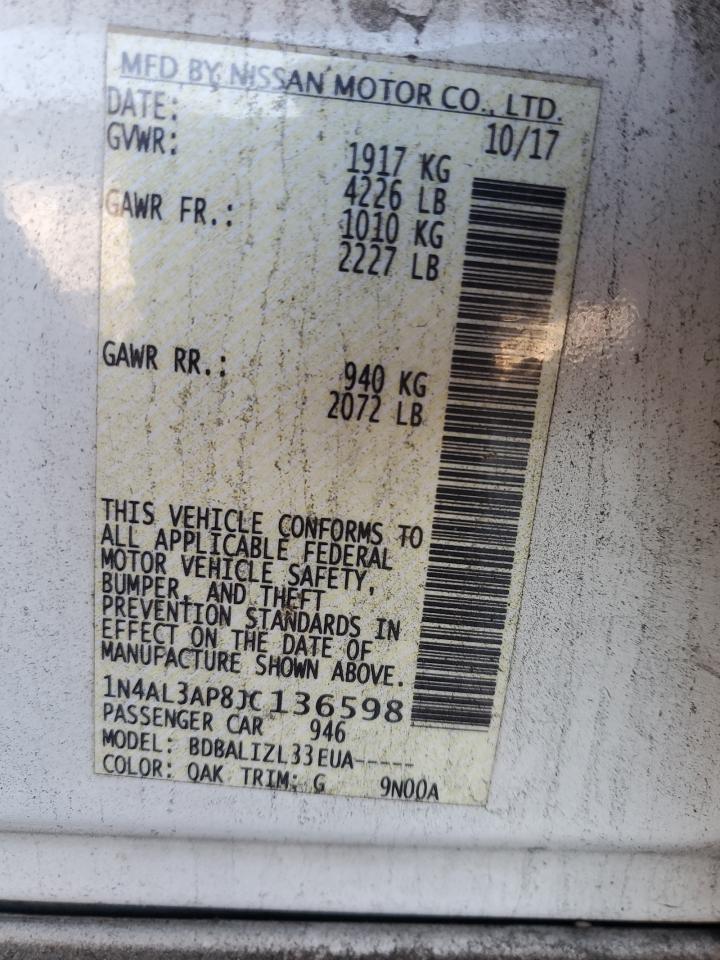 MFD BY NISSAN MOTOR CO., LTD.
DATE: 10/17
GVWR: 1917 KG
4226 LB
GAWR FR.: 1010 KG
2227 LB
GAWR RR.: 940 KG
2072 LB
THIS VEHICLE CONFORMS TO
ALL APPLICABLE FEDERAL
MOTOR VEHICLE SAFETY,
BUMPER, AND THEFT
PREVENTION STANDARDS IN
EFFECT ON THE DATE OF
MANUFACTURE SHOWN ABOVE.
1N4AL3AP8JC136598
PASSENGER CAR 946
MODEL: BDBALIZL33EUA-----
COLOR: QAK TRIM: G 9N00A